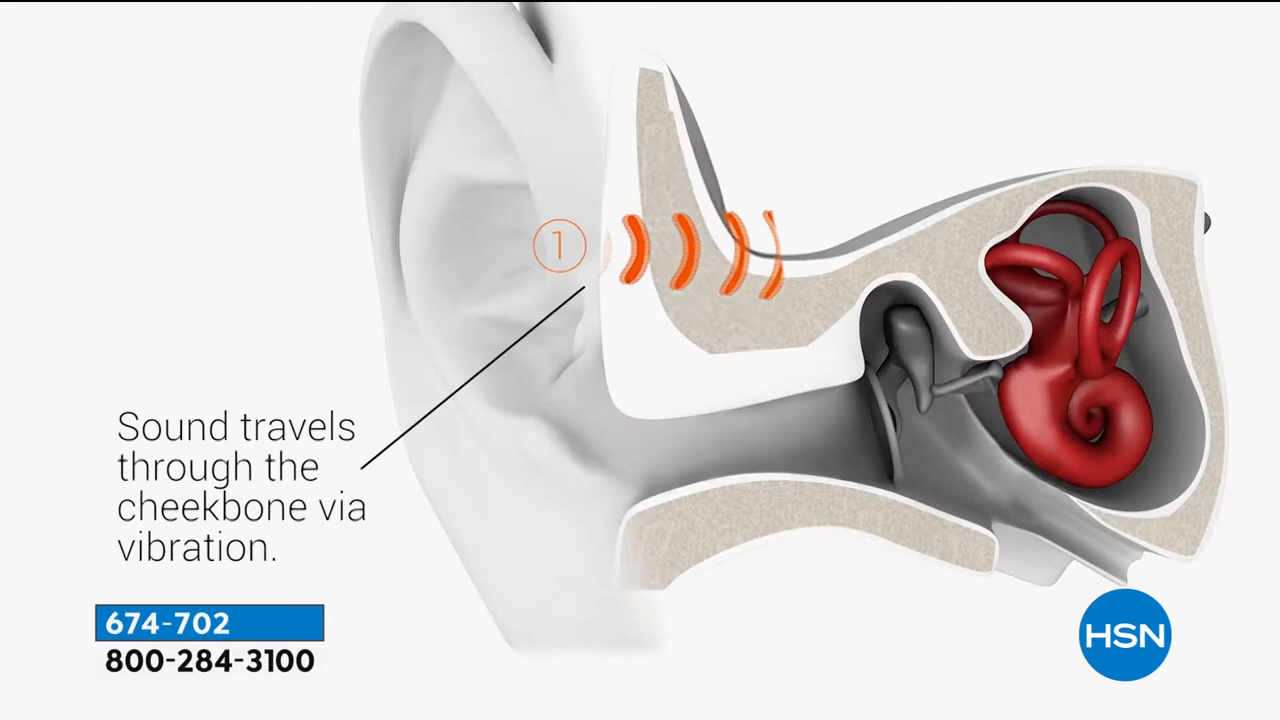 1
Sound travels
through the
cheekbone via
vibration.
674-702
800-284-3100
HSN